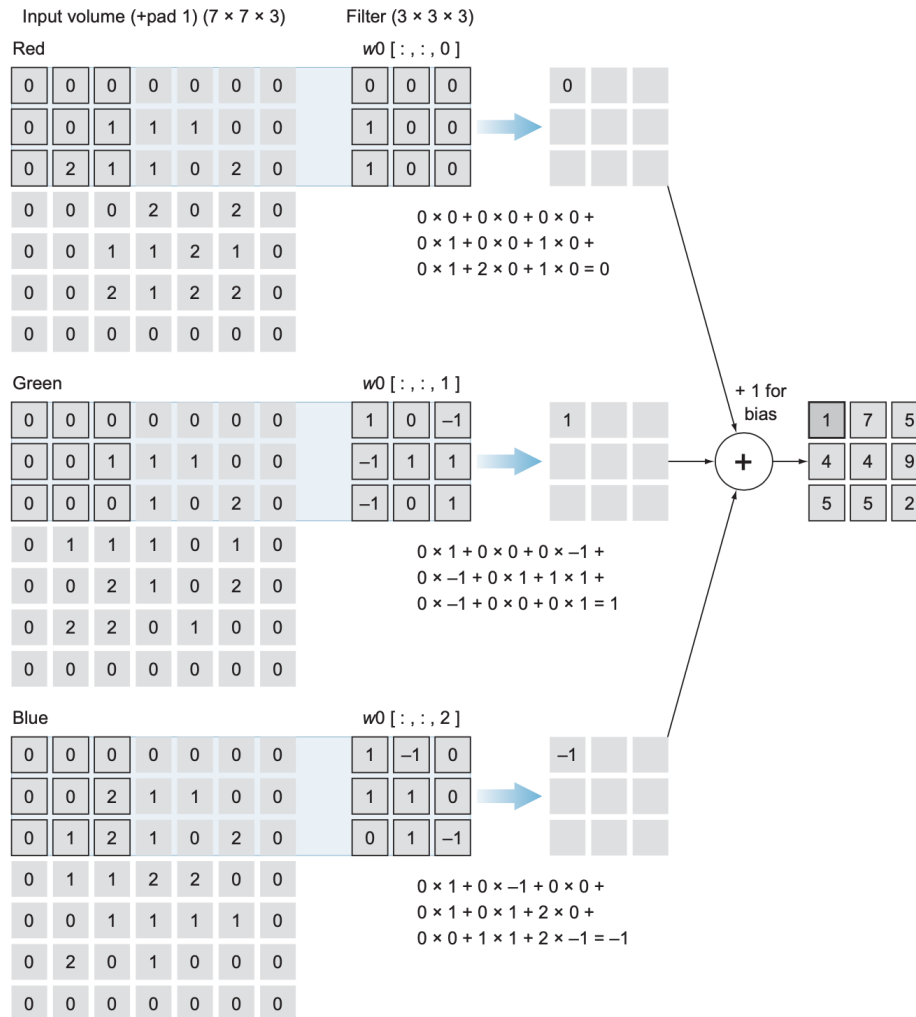 Input volume (+pad 1) (7 × 7 × 3) Filter (3 × 3 × 3)
Red w0 [ : , : , 0 ]
0 0 0 0 0 0 0 0 0 0 0
0 0 1 1 1 0 0 1 0 0
0 2 1 1 0 2 0 1 0 0
0 0 0 2 0 2 0
0 × 0 + 0 × 0 + 0 × 0 +
0 0 1 1 2 1 0
0 × 1 + 0 × 0 + 1 × 0 +
0 × 1 + 2 × 0 + 1 × 0 = 0
0 0 2 1 2 2 0
0 0 0 0 0 0 0
Green w0 [ : , : , 1 ]
+ 1 for
bias
0 0 0 0 0 0 0 1 0 –1 1 1 7 5
0 0 1 1 1 0 0 –1 1 1 + 4 4 9
0 0 0 1 0 2 0 –1 0 1 5 5 2
0 1 1 1 0 1 0
0 × 1 + 0 × 0 + 0 × –1 +
0 0 2 1 0 2 0
0 × –1 + 0 × 1 + 1 × 1 +
0 × –1 + 0 × 0 + 0 × 1 = 1
0 2 2 0 1 0 0
0 0 0 0 0 0 0
Blue w0 [ : , : , 2 ]
0 0 0 0 0 0 0 1 –1 0 –1
0 0 2 1 1 0 0 1 1 0
0 1 2 1 0 2 0 0 1 –1
0 1 1 2 2 0 0
0 × 1 + 0 × –1 + 0 × 0 +
0 0 1 1 1 1 0
0 × 1 + 0 × 1 + 2 × 0 +
0 × 0 + 1 × 1 + 2 × –1 = –1
0 2 0 1 0 0 0
0 0 0 0 0 0 0